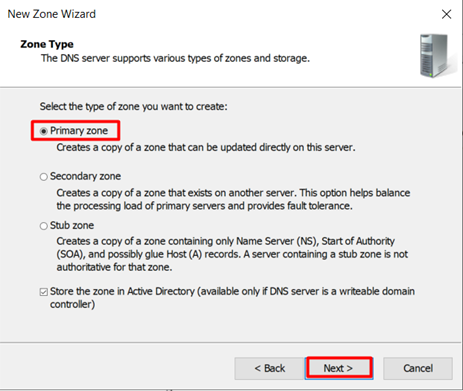 New Zone Wizard
Zone Type
The DNS server supports various types of zones and storage.
Select the type of zone you want to create:
Primary zone
Creates a copy of a zone that can be updated directly on this server.
Secondary zone
Creates a copy of a zone that exists on another server. This option helps balance
the processing load of primary servers and provides fault tolerance.
Stub zone
Creates a copy of a zone containing only Name Server (NS), Start of Authority
(SOA), and possibly glue Host (A) records. A server containing a stub zone is not
authoritative for that zone.
Store the zone in Active Directory (available only if DNS server is a writeable domain
controller)
< Back Next > Cancel